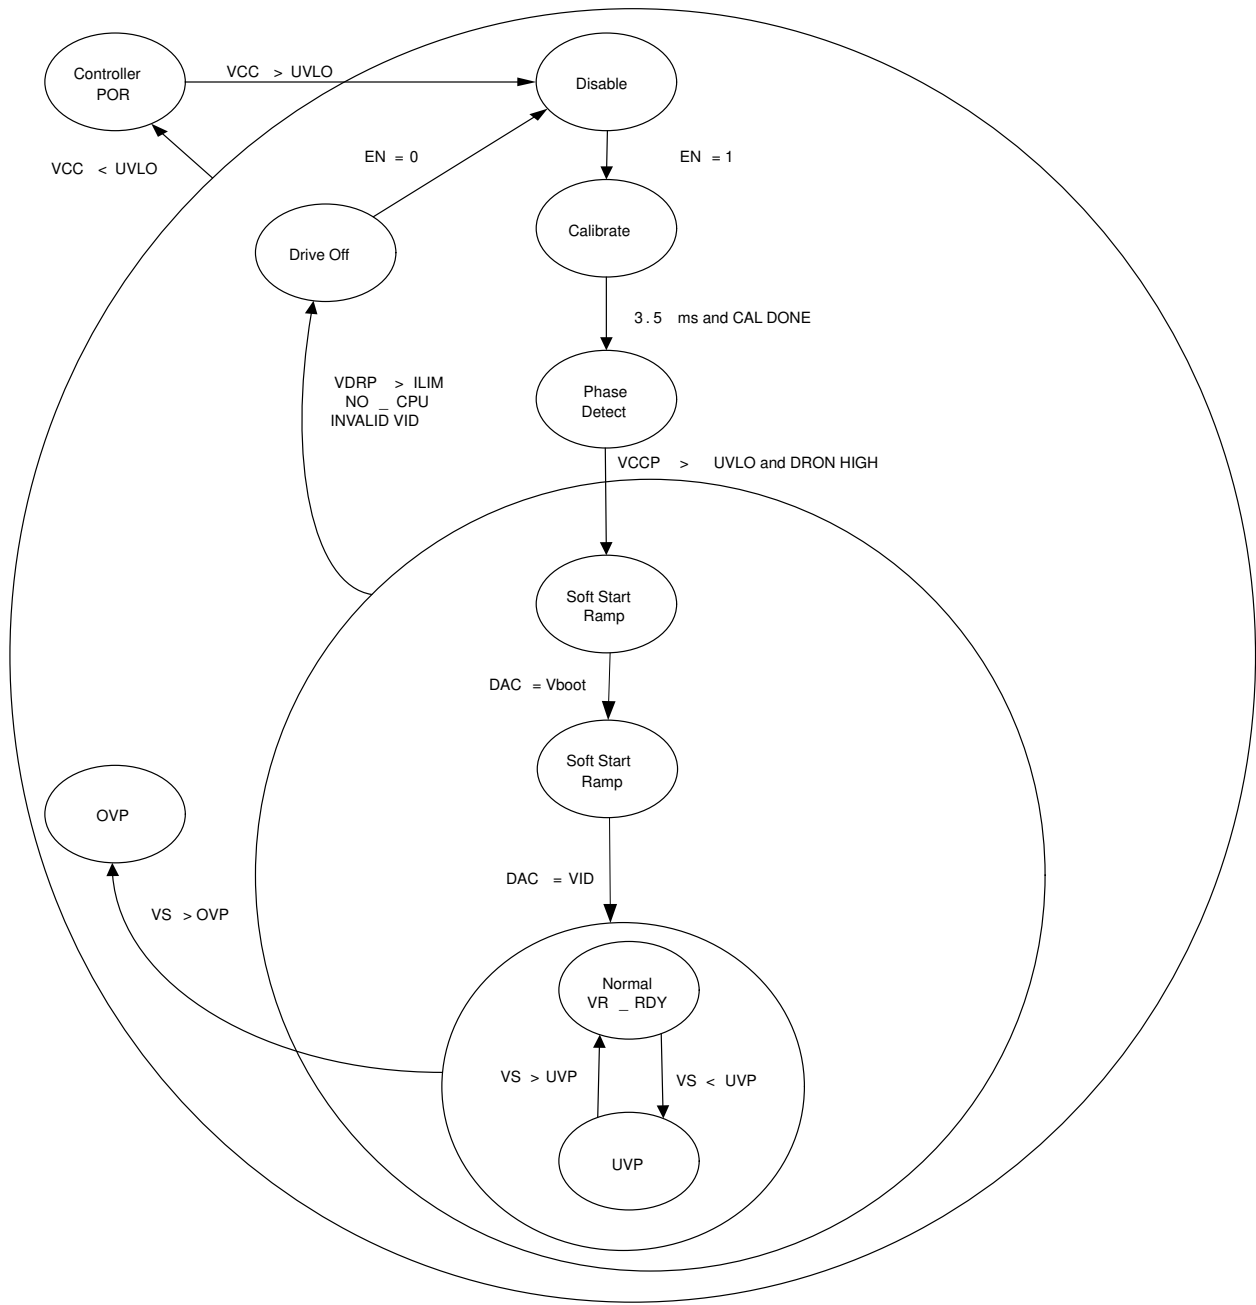 Controller
POR
VCC > UVLO
Disable
VCC < UVLO
EN = 0
EN = 1
Calibrate
Drive Off
3.5 ms and CAL DONE
VDRP > ILIM
NO _ CPU
INVALID VID
Phase
Detect
VCCP > UVLO and DRON HIGH
Soft Start
Ramp
DAC = Vboot
Soft Start
Ramp
OVP
DAC = VID
VS > OVP
Normal
VR _ RDY
VS > UVP
VS < UVP
UVP